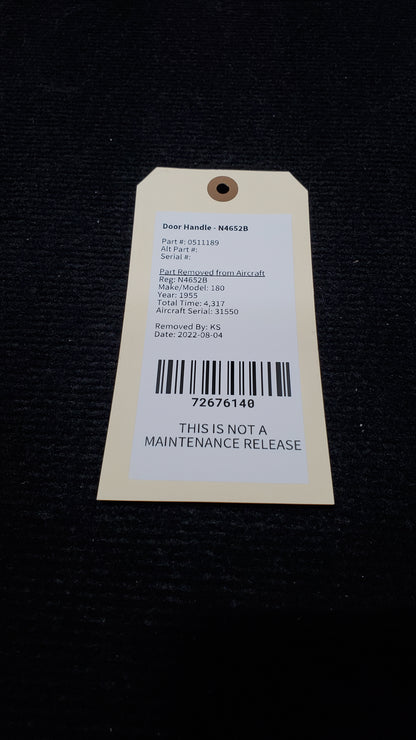 Door Handle - N4652B
Part #: 0511189
Alt Part #:
Serial #:
Part Removed from Aircraft
Reg: N4652B
Make/Model: 180
Year: 1955
Total Time: 4,317
Aircraft Serial: 31550
Removed By: KS
Date: 2022-08-04
72676140
THIS IS NOT A
MAINTENANCE RELEASE